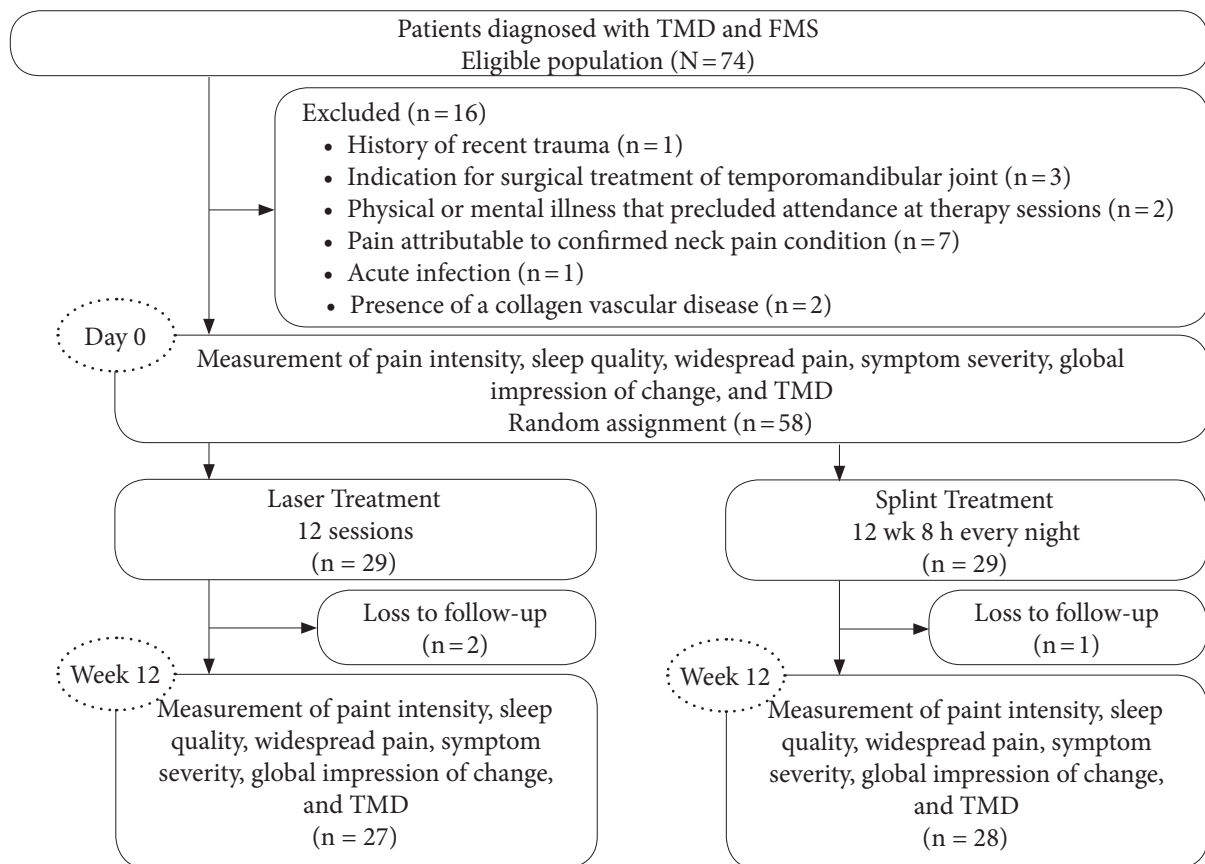 Patients diagnosed with TMD and FMS
Eligible population (N = 74)
Excluded (n = 16)
• History of recent trauma (n = 1)
• Indication for surgical treatment of temporomandibular joint (n = 3)
• Physical or mental illness that precluded attendance at therapy sessions (n = 2)
• Pain attributable to confirmed neck pain condition (n = 7)
• Acute infection (n = 1)
• Presence of a collagen vascular disease (n = 2)
Day 0
Measurement of pain intensity, sleep quality, widespread pain, symptom severity, global
impression of change, and TMD
Random assignment (n = 58)
Laser Treatment
12 sessions
(n = 29)
Splint Treatment
12 wk 8 h every night
(n = 29)
Loss to follow-up
(n = 2)
Loss to follow-up
(n = 1)
Week 12
Measurement of paint intensity, sleep
quality, widespread pain, symptom
severity, global impression of change,
and TMD
(n = 27)
Week 12
Measurement of paint intensity, sleep
quality, widespread pain, symptom
severity, global impression of change,
and TMD
(n = 28)